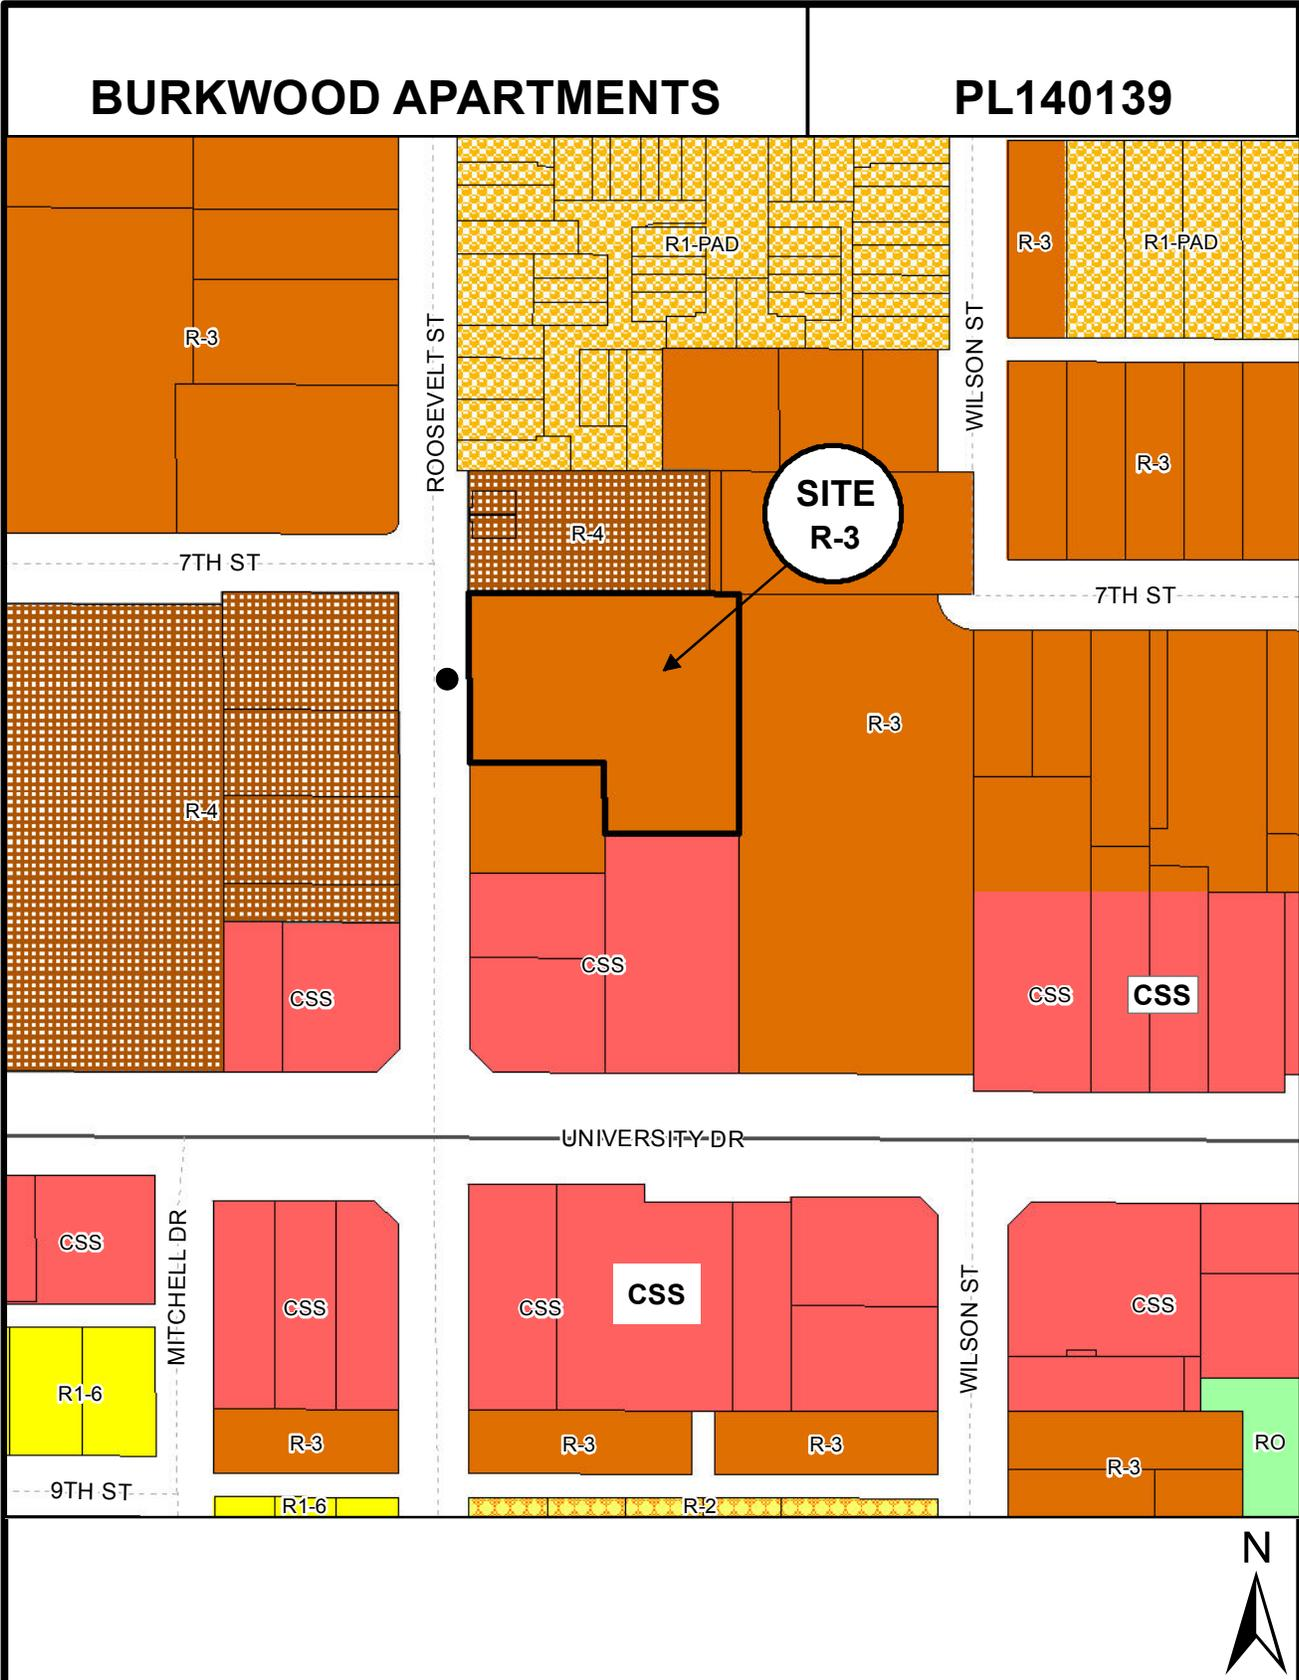 BURKWOOD APARTMENTS
PL140139
R1-PAD
R-3
R1-PAD
R-3
ROOSEVELT ST
WILSON ST
R-3
SITE
R-3
R-4
7TH ST
7TH ST
R-3
R-4
CSS
CSS
CSS
CSS
UNIVERSITY DR
CSS
MITCHELL DR
CSS
CSS
CSS
WILSON ST
CSS
R1-6
R-3
R-3
R-3
R-3
RO
9TH ST
R1-6
R-2
N